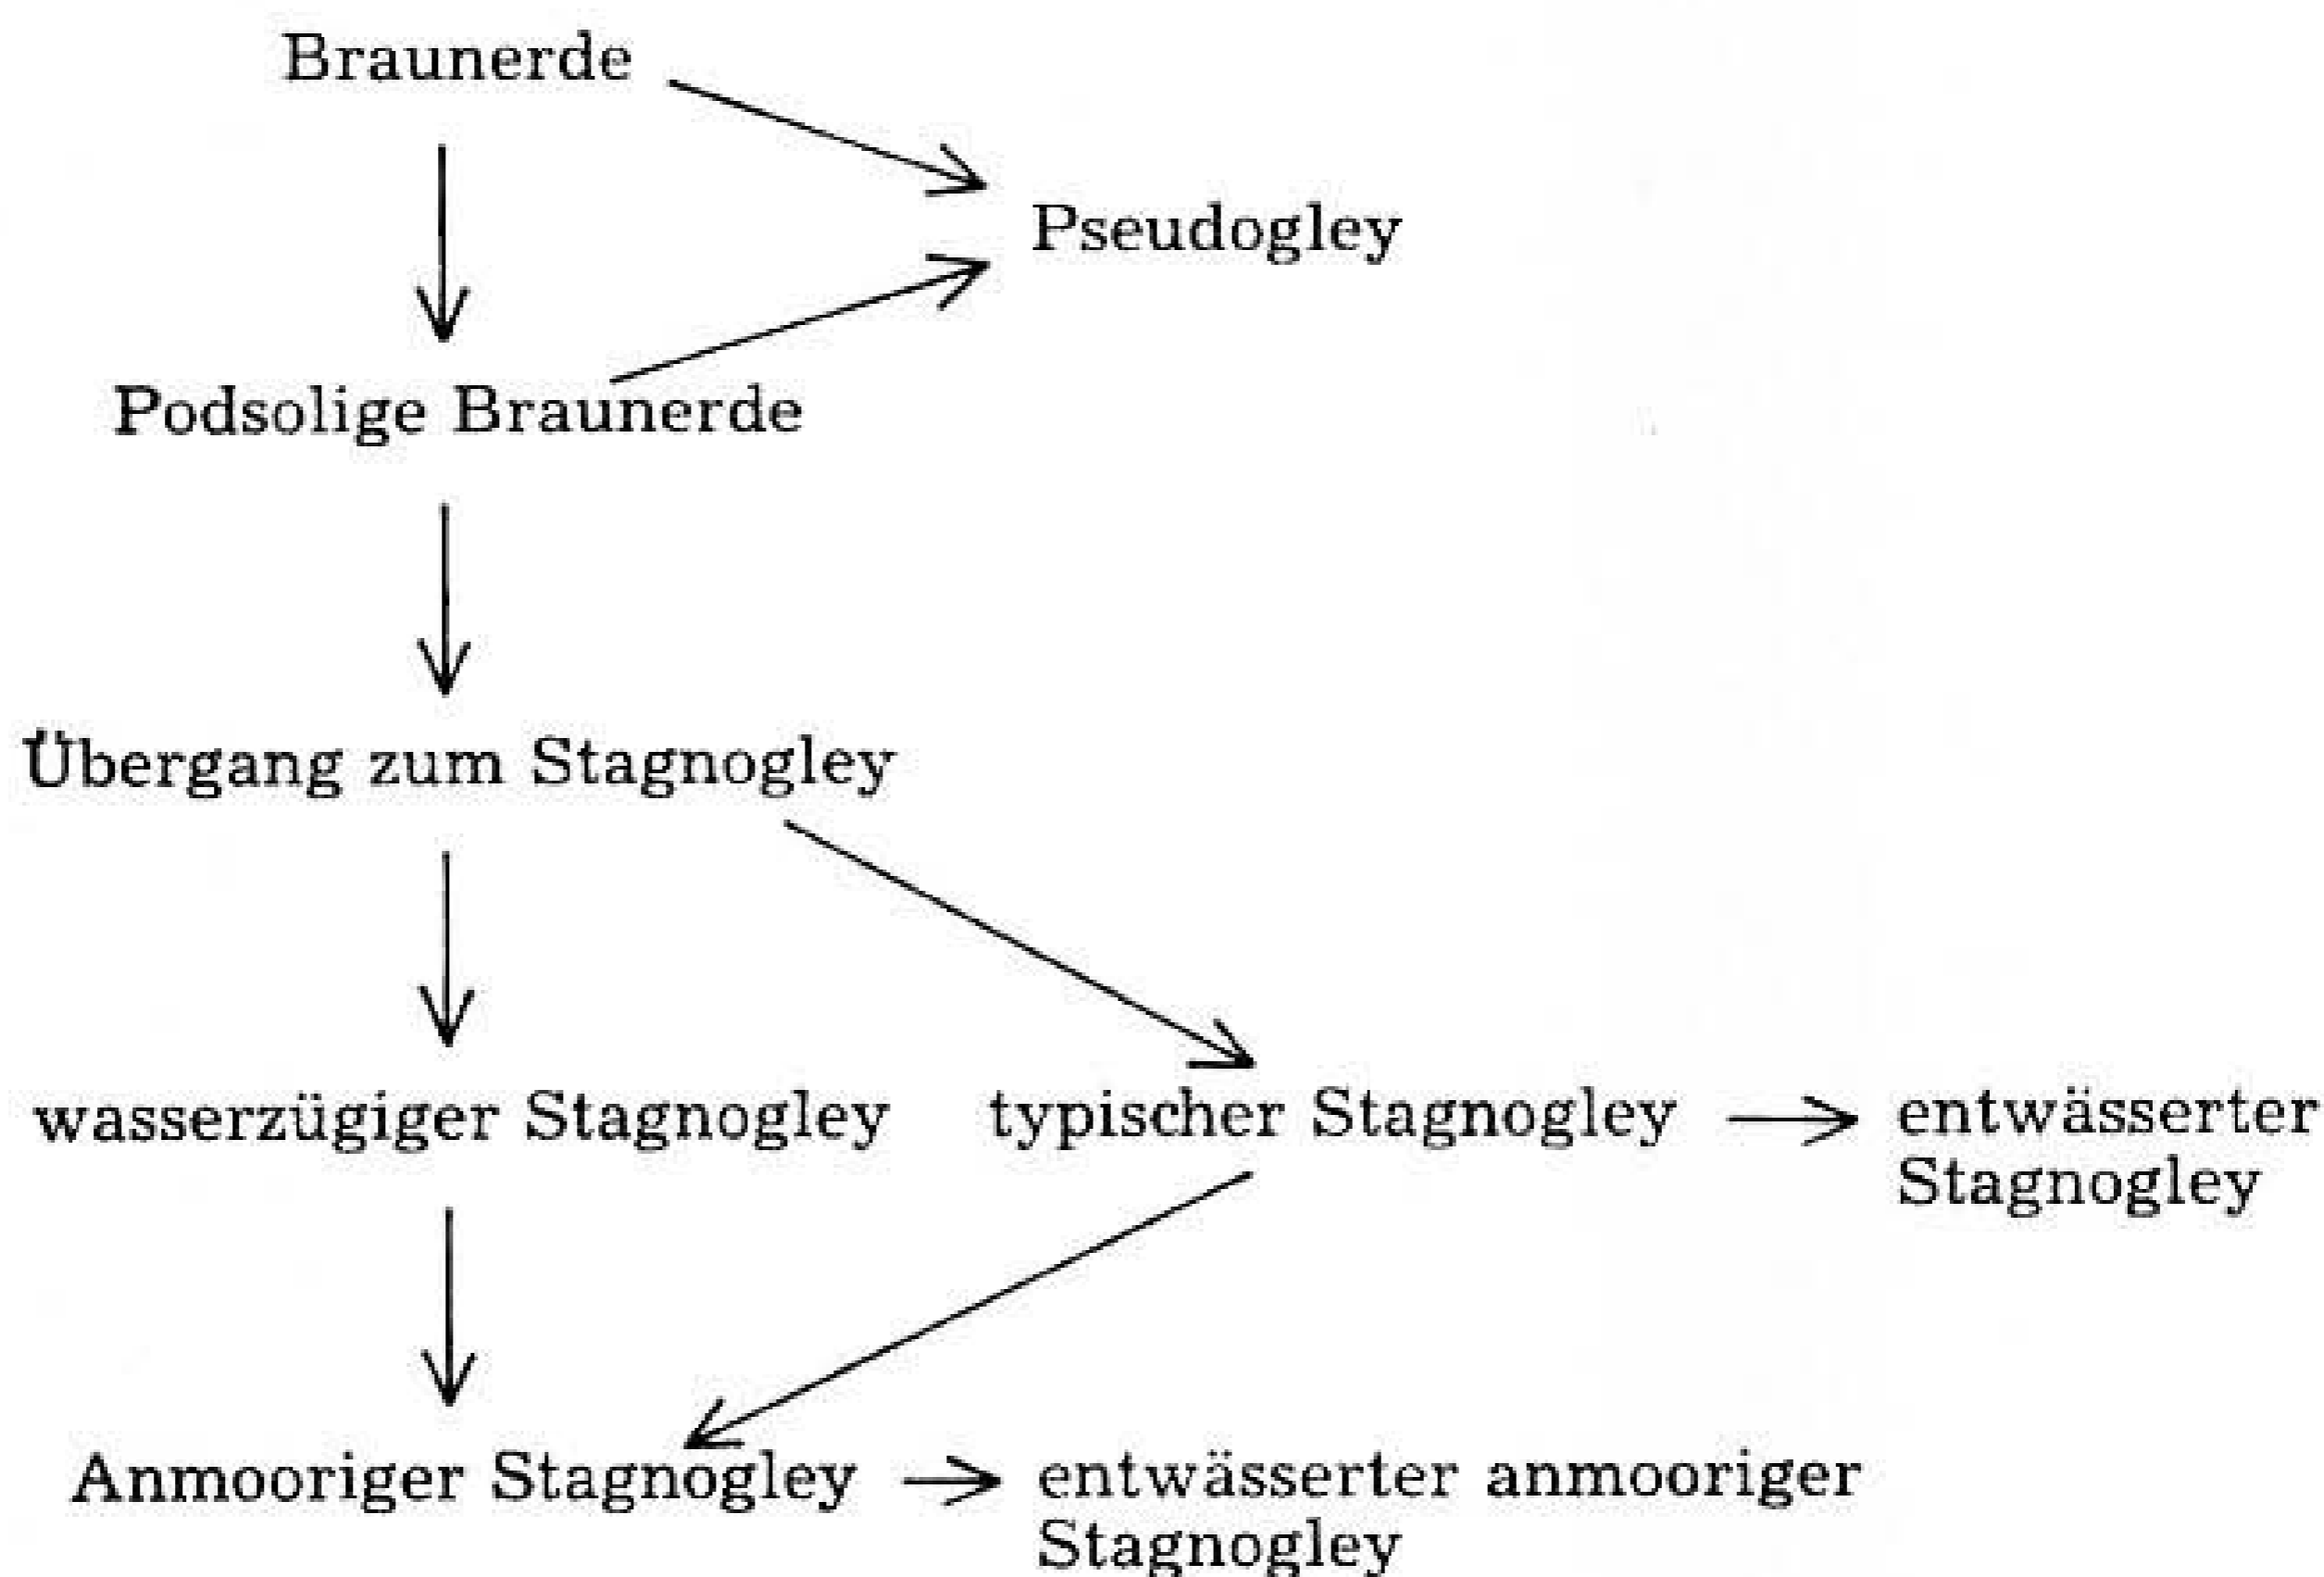 Braunerde
Pseudogley
Podsolige Braunerde
Übergang zum Stagnogley
wasserzügiger Stagnogley
typischer Stagnogley
entwässerter
Stagnogley
Anmooriger Stagnogley
entwässerter anmooriger
Stagnogley